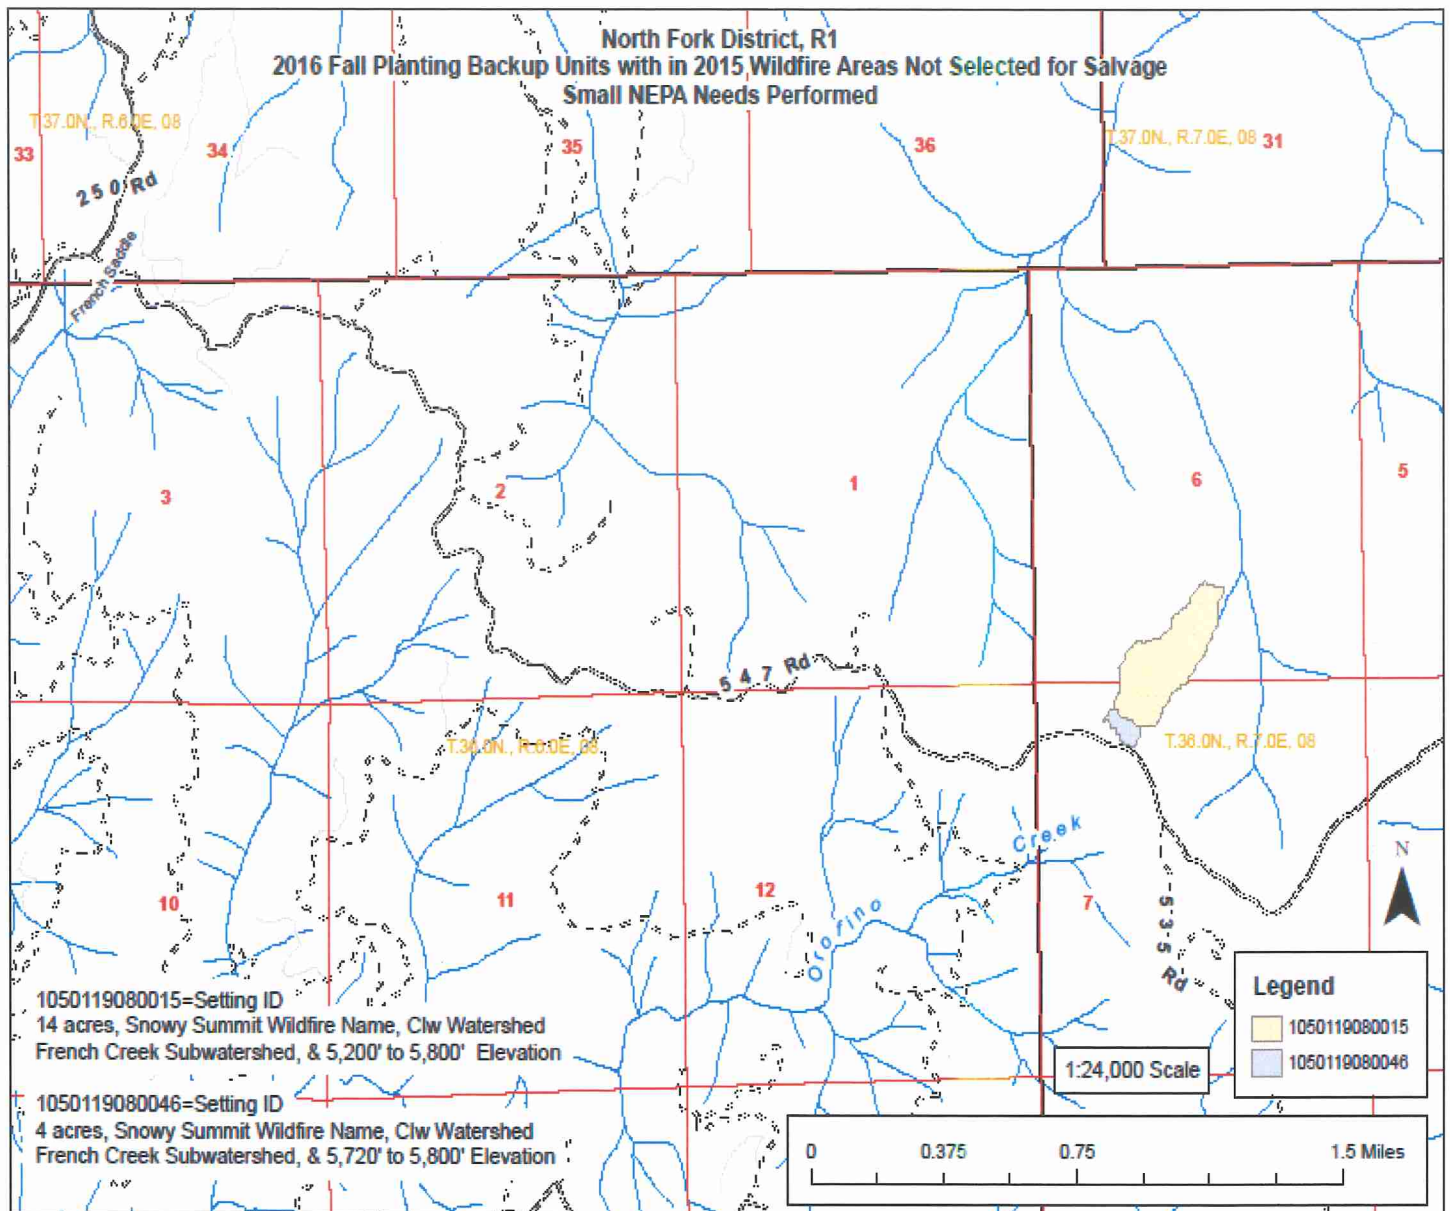 North Fork District, R1
2016 Fall Planting Backup Units with in 2015 Wildfire Areas Not Selected for Salvage
Small NEPA Needs Performed
T.37.0N., R.6.0E, 08
T.37.0N., R.7.0E, 08
33
34
35
36
31
250 Rd
French Saddle
3
2
1
6
5
547 Rd
T.36.0N., R.6.0E, 08
T.36.0N., R.7.0E, 08
Orofino Creek
10
11
12
7
535 Rd
N
1050119080015=Setting ID
14 acres, Snowy Summit Wildfire Name, Clw Watershed
French Creek Subwatershed, & 5,200' to 5,800' Elevation
1050119080046=Setting ID
4 acres, Snowy Summit Wildfire Name, Clw Watershed
French Creek Subwatershed, & 5,720' to 5,800' Elevation
1:24,000 Scale
Legend
1050119080015
1050119080046
0 0.375 0.75 1.5 Miles